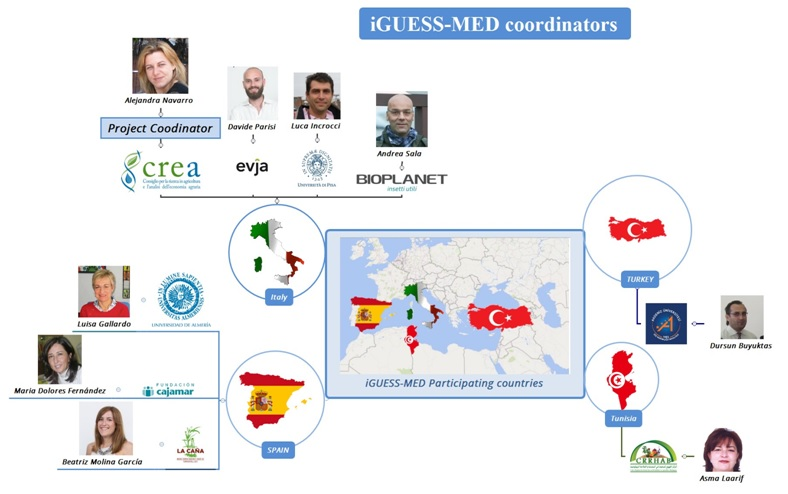 iGUESS-MED coordinators
Alejandra Navarro
Project Coodinator
Davide Parisi
Luca Incrocci
Andrea Sala
crea
Consiglio per la ricerca in agricoltura
e l'analisi dell'economia agraria
evja
UNIVERSITÀ DI PISA
BIOPLANET
insetti utili
Italy
TURKEY
Luisa Gallardo
UNIVERSIDAD DE ALMERÍA
Dursun Buyuktas
Maria Dolores Fernández
FUNDACIÓN
cajamar
iGUESS-MED Participating countries
Tunisia
Beatriz Molina García
LA CAÑA
SPAIN
CRRHAB
Asma Laarif